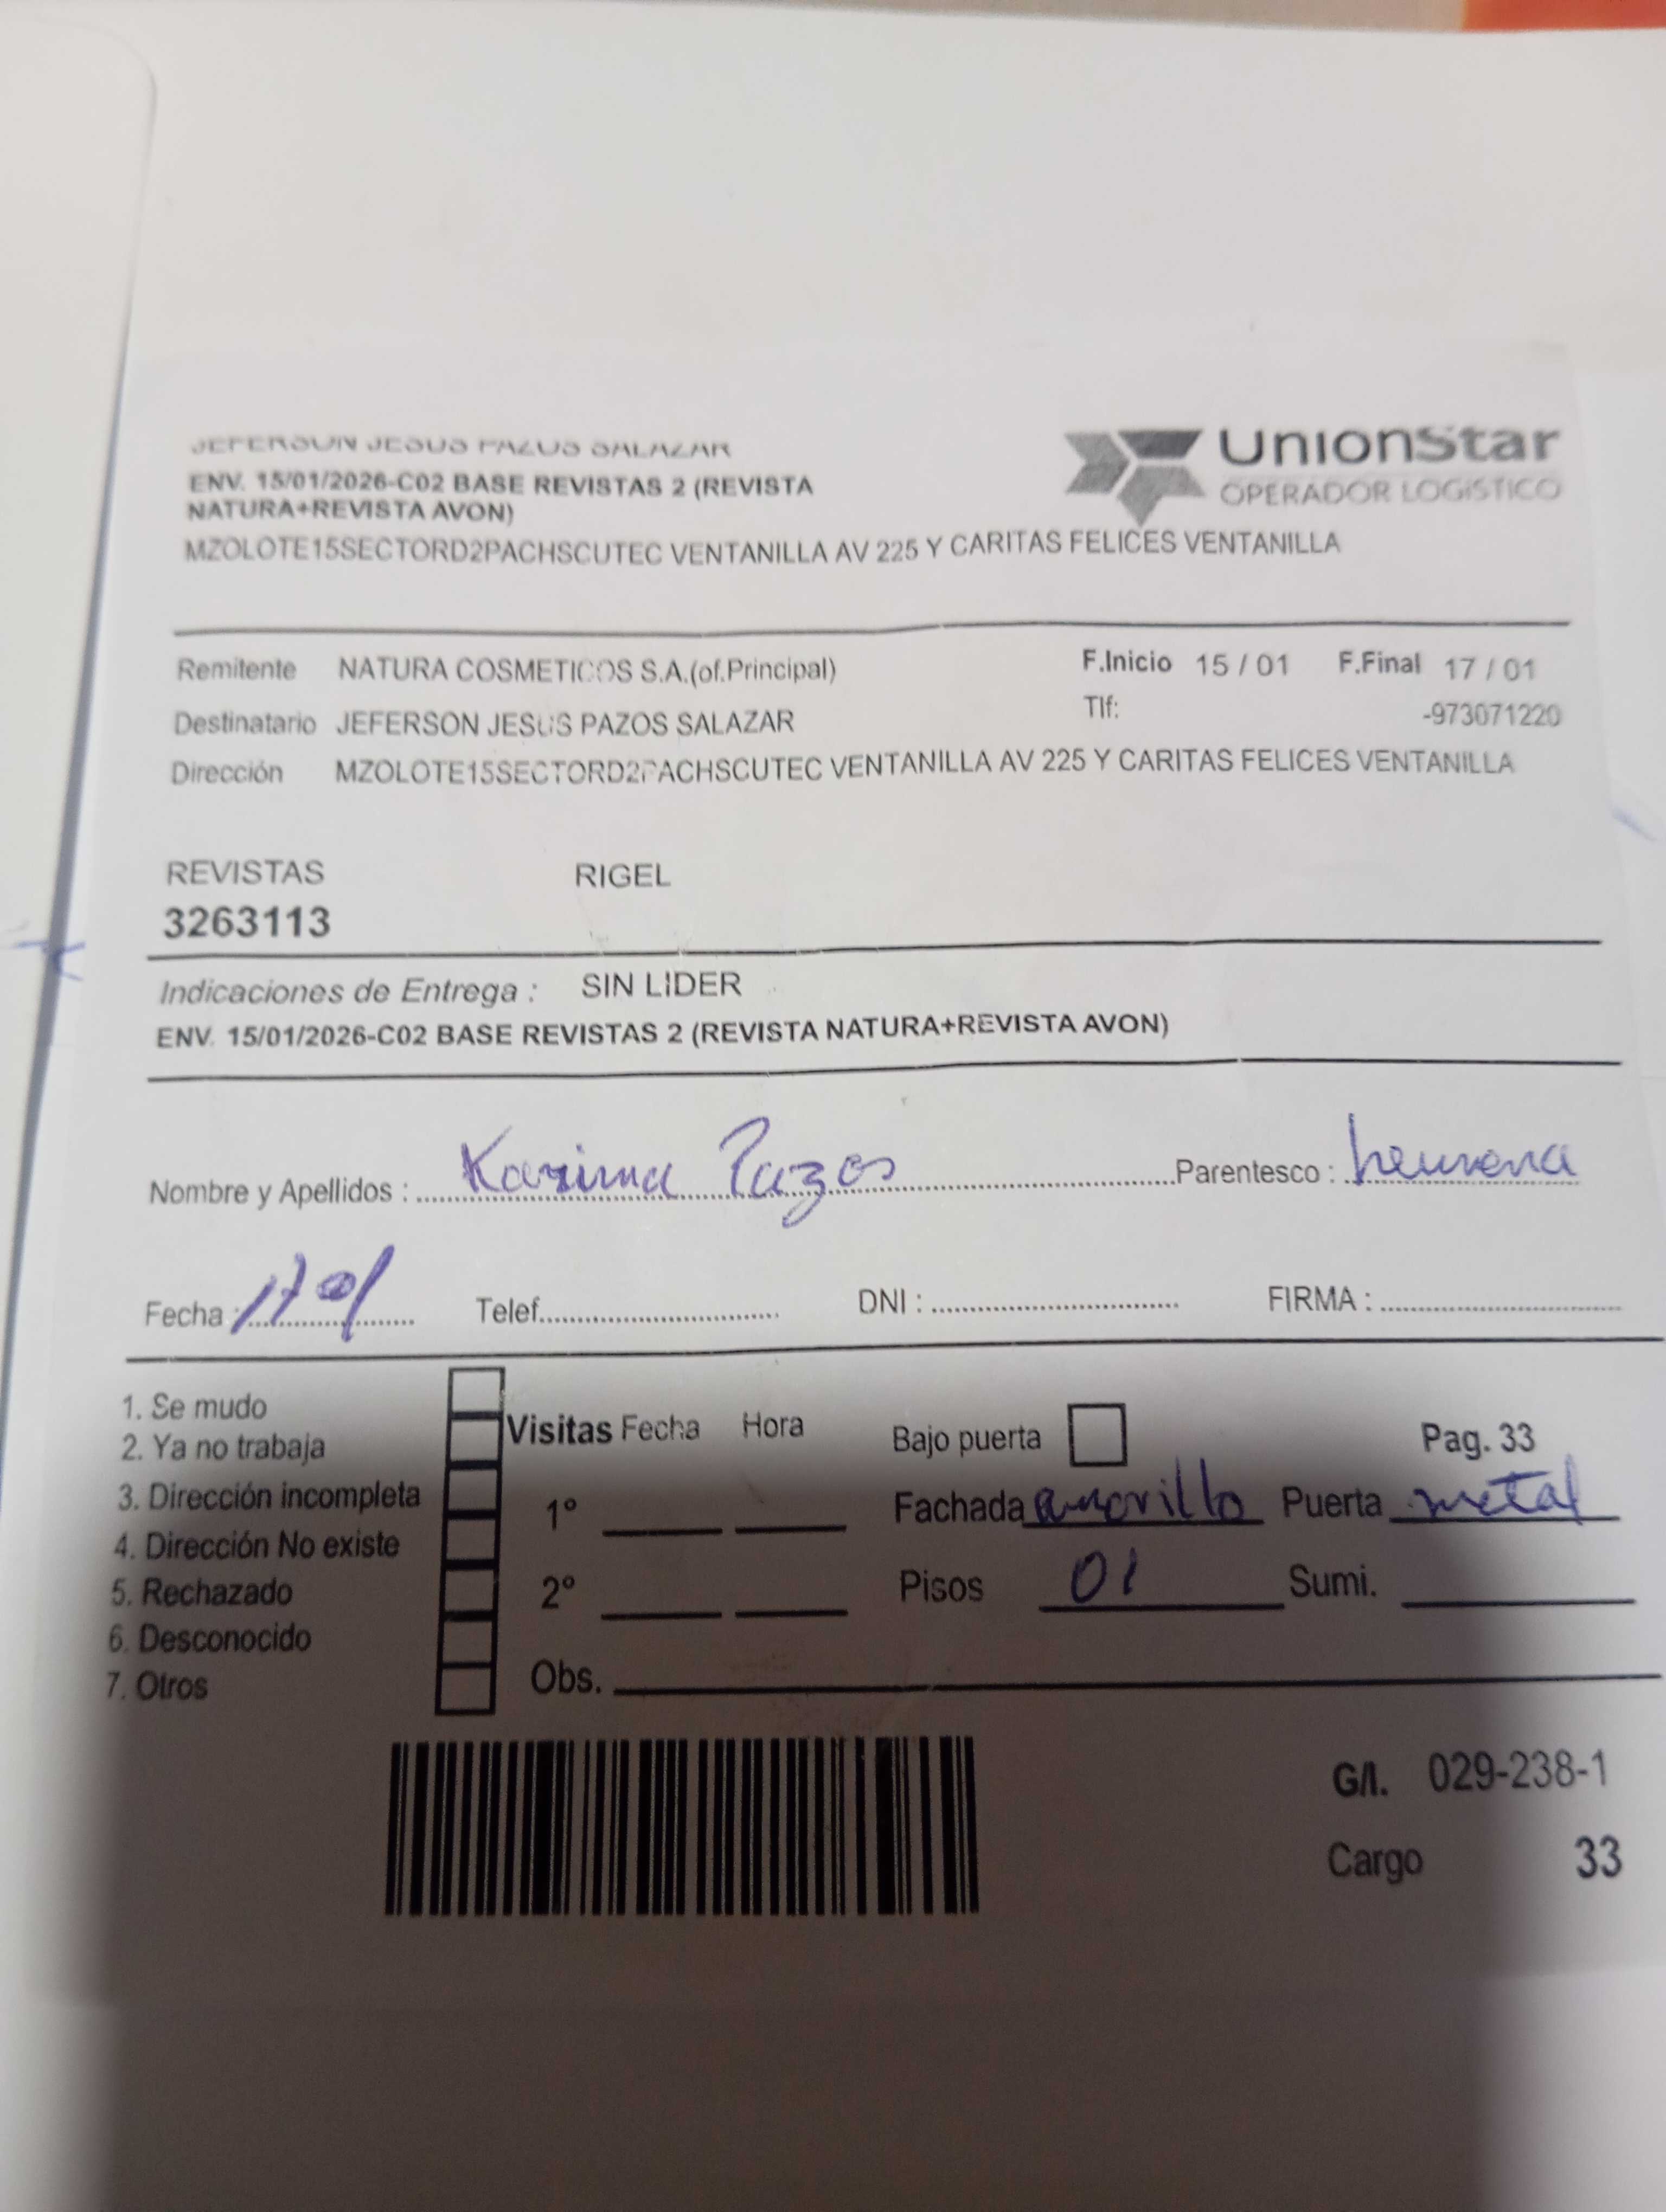 JEFERSON JESUS PAZOS SALAZAR
ENV. 15/01/2026-C02 BASE REVISTAS 2 (REVISTA
NATURA+REVISTA AVON)
MZOLOTE15SECTORD2PACHSCUTEC VENTANILLA AV 225 Y CARITAS FELICES VENTANILLA
UnionStar
OPERADOR LOGíSTICO
Remitente NATURA COSMETICOS S.A.(of.Principal) F.Inicio 15 / 01 F.Final 17 / 01
Destinatario JEFERSON JESUS PAZOS SALAZAR Tlf: -973071220
Dirección MZOLOTE15SECTORD2PACHSCUTEC VENTANILLA AV 225 Y CARITAS FELICES VENTANILLA
REVISTAS RIGEL
3263113
Indicaciones de Entrega : SIN LIDER
ENV. 15/01/2026-C02 BASE REVISTAS 2 (REVISTA NATURA+REVISTA AVON)
Nombre y Apellidos : Karina Pazos Parentesco : hermana
Fecha : 17 01 Telef. DNI : FIRMA :
1. Se mudo
2. Ya no trabaja
3. Dirección incompleta
4. Dirección No existe
5. Rechazado
6. Desconocido
7. Otros
Visitas Fecha Hora
1º
2º
Obs.
Bajo puerta Pag. 33
Fachada amarillo Puerta metal
Pisos 01 Sumi.
G/I. 029-238-1
Cargo 33